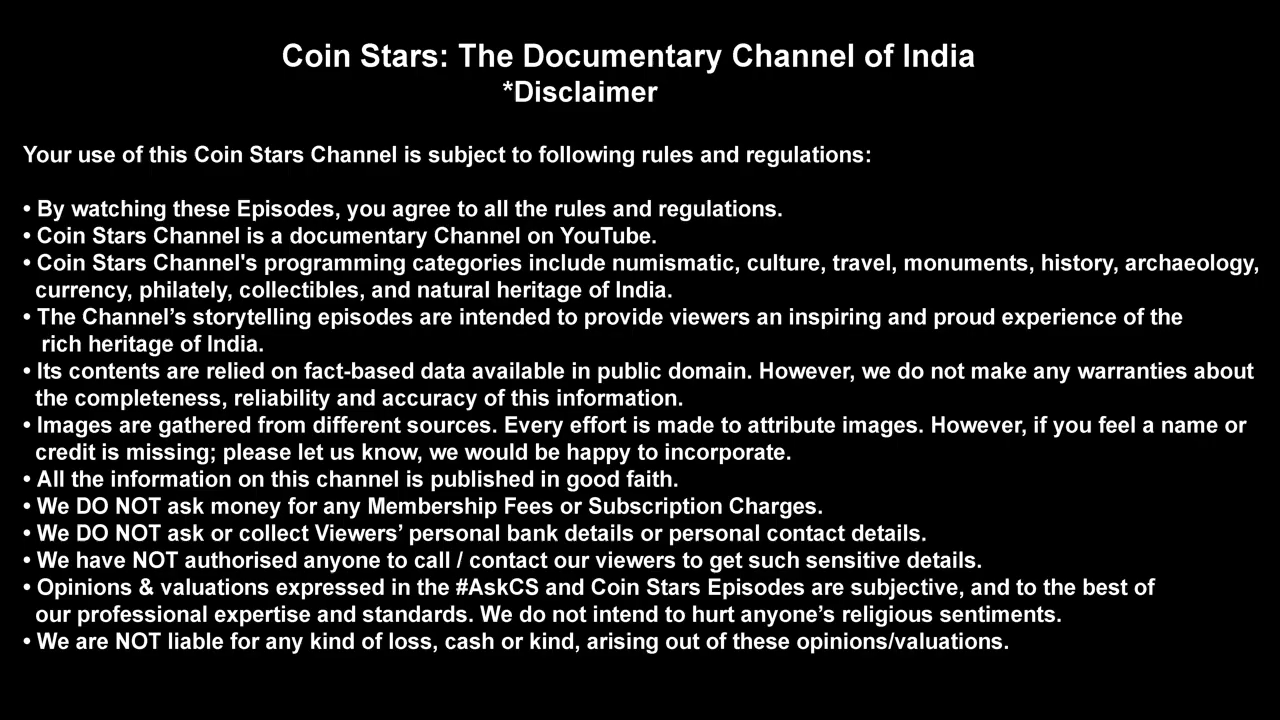 Coin Stars: The Documentary Channel of India
*Disclaimer
Your use of this Coin Stars Channel is subject to following rules and regulations:
• By watching these Episodes, you agree to all the rules and regulations.
• Coin Stars Channel is a documentary Channel on YouTube.
• Coin Stars Channel's programming categories include numismatic, culture, travel, monuments, history, archaeology,
currency, philately, collectibles, and natural heritage of India.
• The Channel’s storytelling episodes are intended to provide viewers an inspiring and proud experience of the
rich heritage of India.
• Its contents are relied on fact-based data available in public domain. However, we do not make any warranties about
the completeness, reliability and accuracy of this information.
• Images are gathered from different sources. Every effort is made to attribute images. However, if you feel a name or
credit is missing; please let us know, we would be happy to incorporate.
• All the information on this channel is published in good faith.
• We DO NOT ask money for any Membership Fees or Subscription Charges.
• We DO NOT ask or collect Viewers’ personal bank details or personal contact details.
• We have NOT authorised anyone to call / contact our viewers to get such sensitive details.
• Opinions & valuations expressed in the #AskCS and Coin Stars Episodes are subjective, and to the best of
our professional expertise and standards. We do not intend to hurt anyone’s religious sentiments.
• We are NOT liable for any kind of loss, cash or kind, arising out of these opinions/valuations.